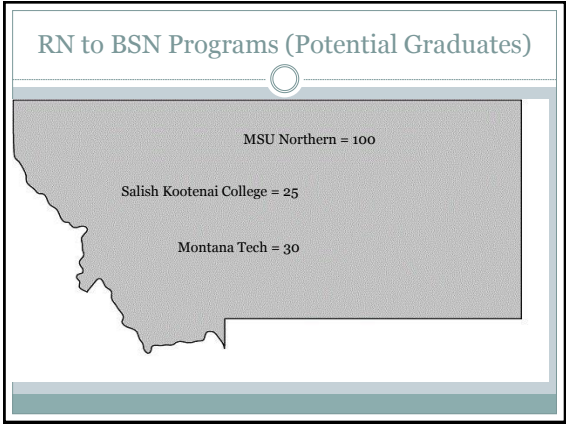 RN to BSN Programs (Potential Graduates)
MSU Northern = 100
Salish Kootenai College = 25
Montana Tech = 30